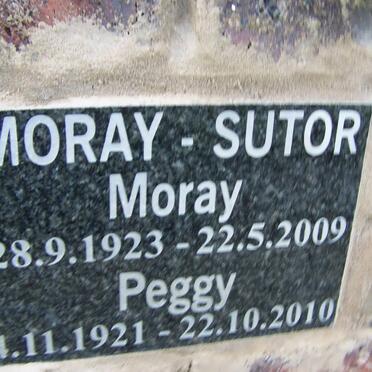 MORAY - SUTOR
Moray
28.9.1923 - 22.5.2009
Peggy
.11.1921 - 22.10.2010